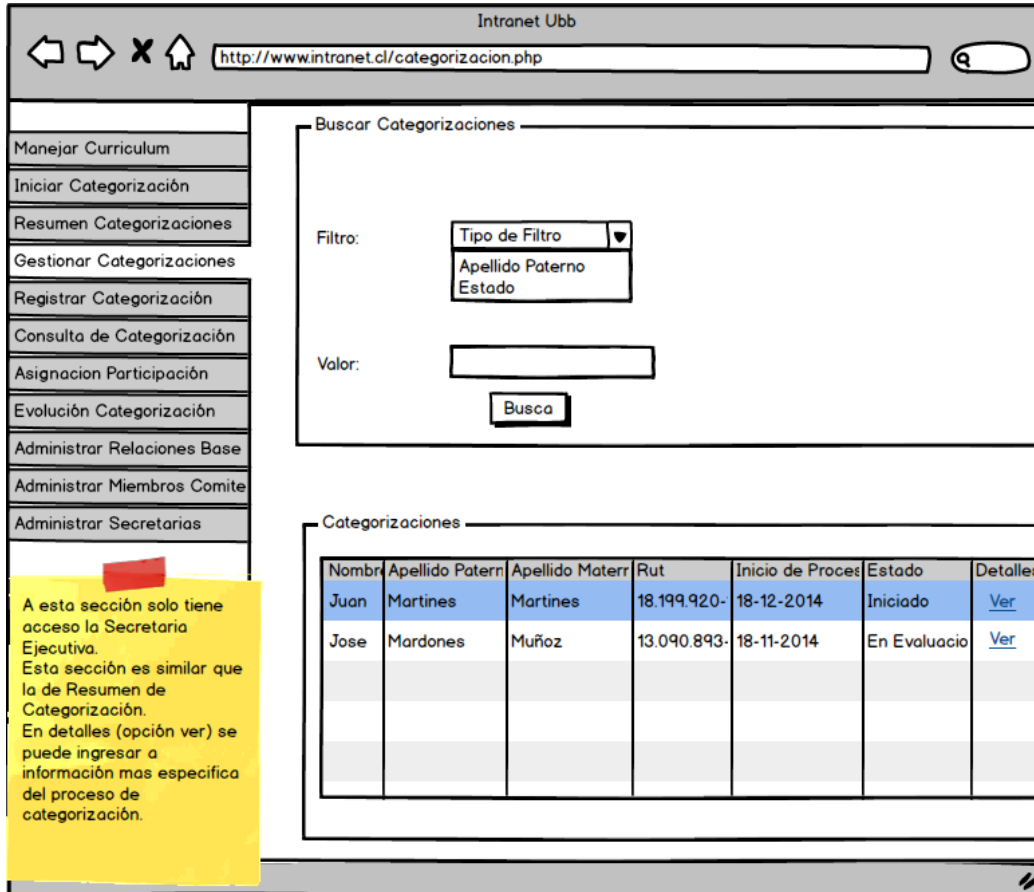 Intranet Ubb
http://www.intranet.cl/categorizacion.php
Manejar Curriculum
Iniciar Categorización
Resumen Categorizaciones
Gestionar Categorizaciones
Registrar Categorización
Consulta de Categorización
Asignacion Participación
Evolución Categorización
Administrar Relaciones Base
Administrar Miembros Comite
Administrar Secretarias
A esta sección solo tiene
acceso la Secretaria
Ejecutiva.
Esta sección es similar que
la de Resumen de
Categorización.
En detalles (opción ver) se
puede ingresar a
información mas especifica
del proceso de
categorización.
Buscar Categorizaciones
Filtro:
Tipo de Filtro
Apellido Paterno
Estado
Valor:
Busca
Categorizaciones
Nombre Apellido Patern Apellido Materr Rut Inicio de Proces Estado Detalles
Juan Martines Martines 18.199.920- 18-12-2014 Iniciado Ver
Jose Mardones Muñoz 13.090.893- 18-11-2014 En Evaluacio Ver